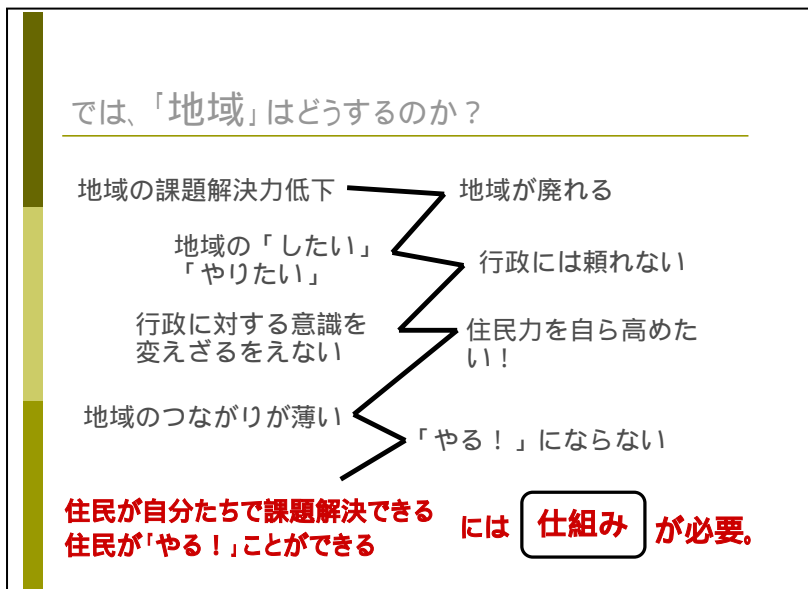 では、「地域」はどうするのか？
地域の課題解決力低下
地域が廃れる
地域の「したい」
「やりたい」
行政には頼れない
行政に対する意識を
変えざるをえない
住民力を自ら高めた
い！
地域のつながりが薄い
「やる！」にならない
住民が自分たちで課題解決できる
住民が「やる！」ことができる
には 仕組み が必要。